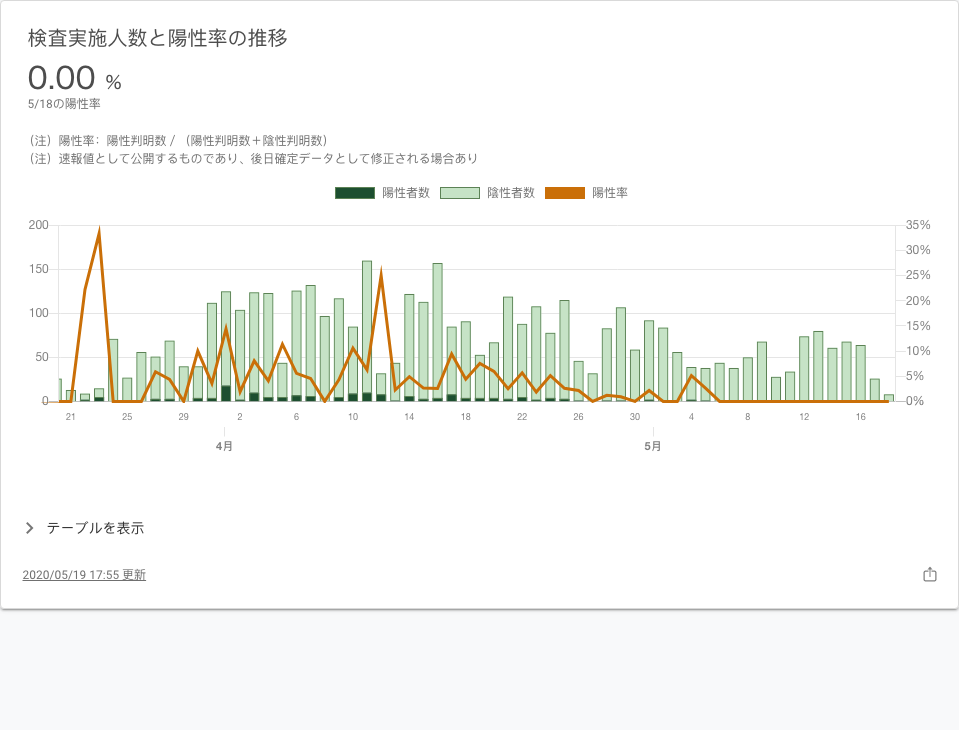 検査実施人数と陽性率の推移
0.00 %
5/18の陽性率
（注）陽性率：陽性判明数 / （陽性判明数＋陰性判明数）
（注）速報値として公開するものであり、後日確定データとして修正される場合あり
陽性者数 陰性者数 陽性率
200 35%
30%
150 25%
20%
100 15%
50 10%
5%
0 0%
21 25 29 2 6 10 14 18 22 26 30 4 8 12 16
4月 5月
テーブルを表示
2020/05/19 17:55 更新